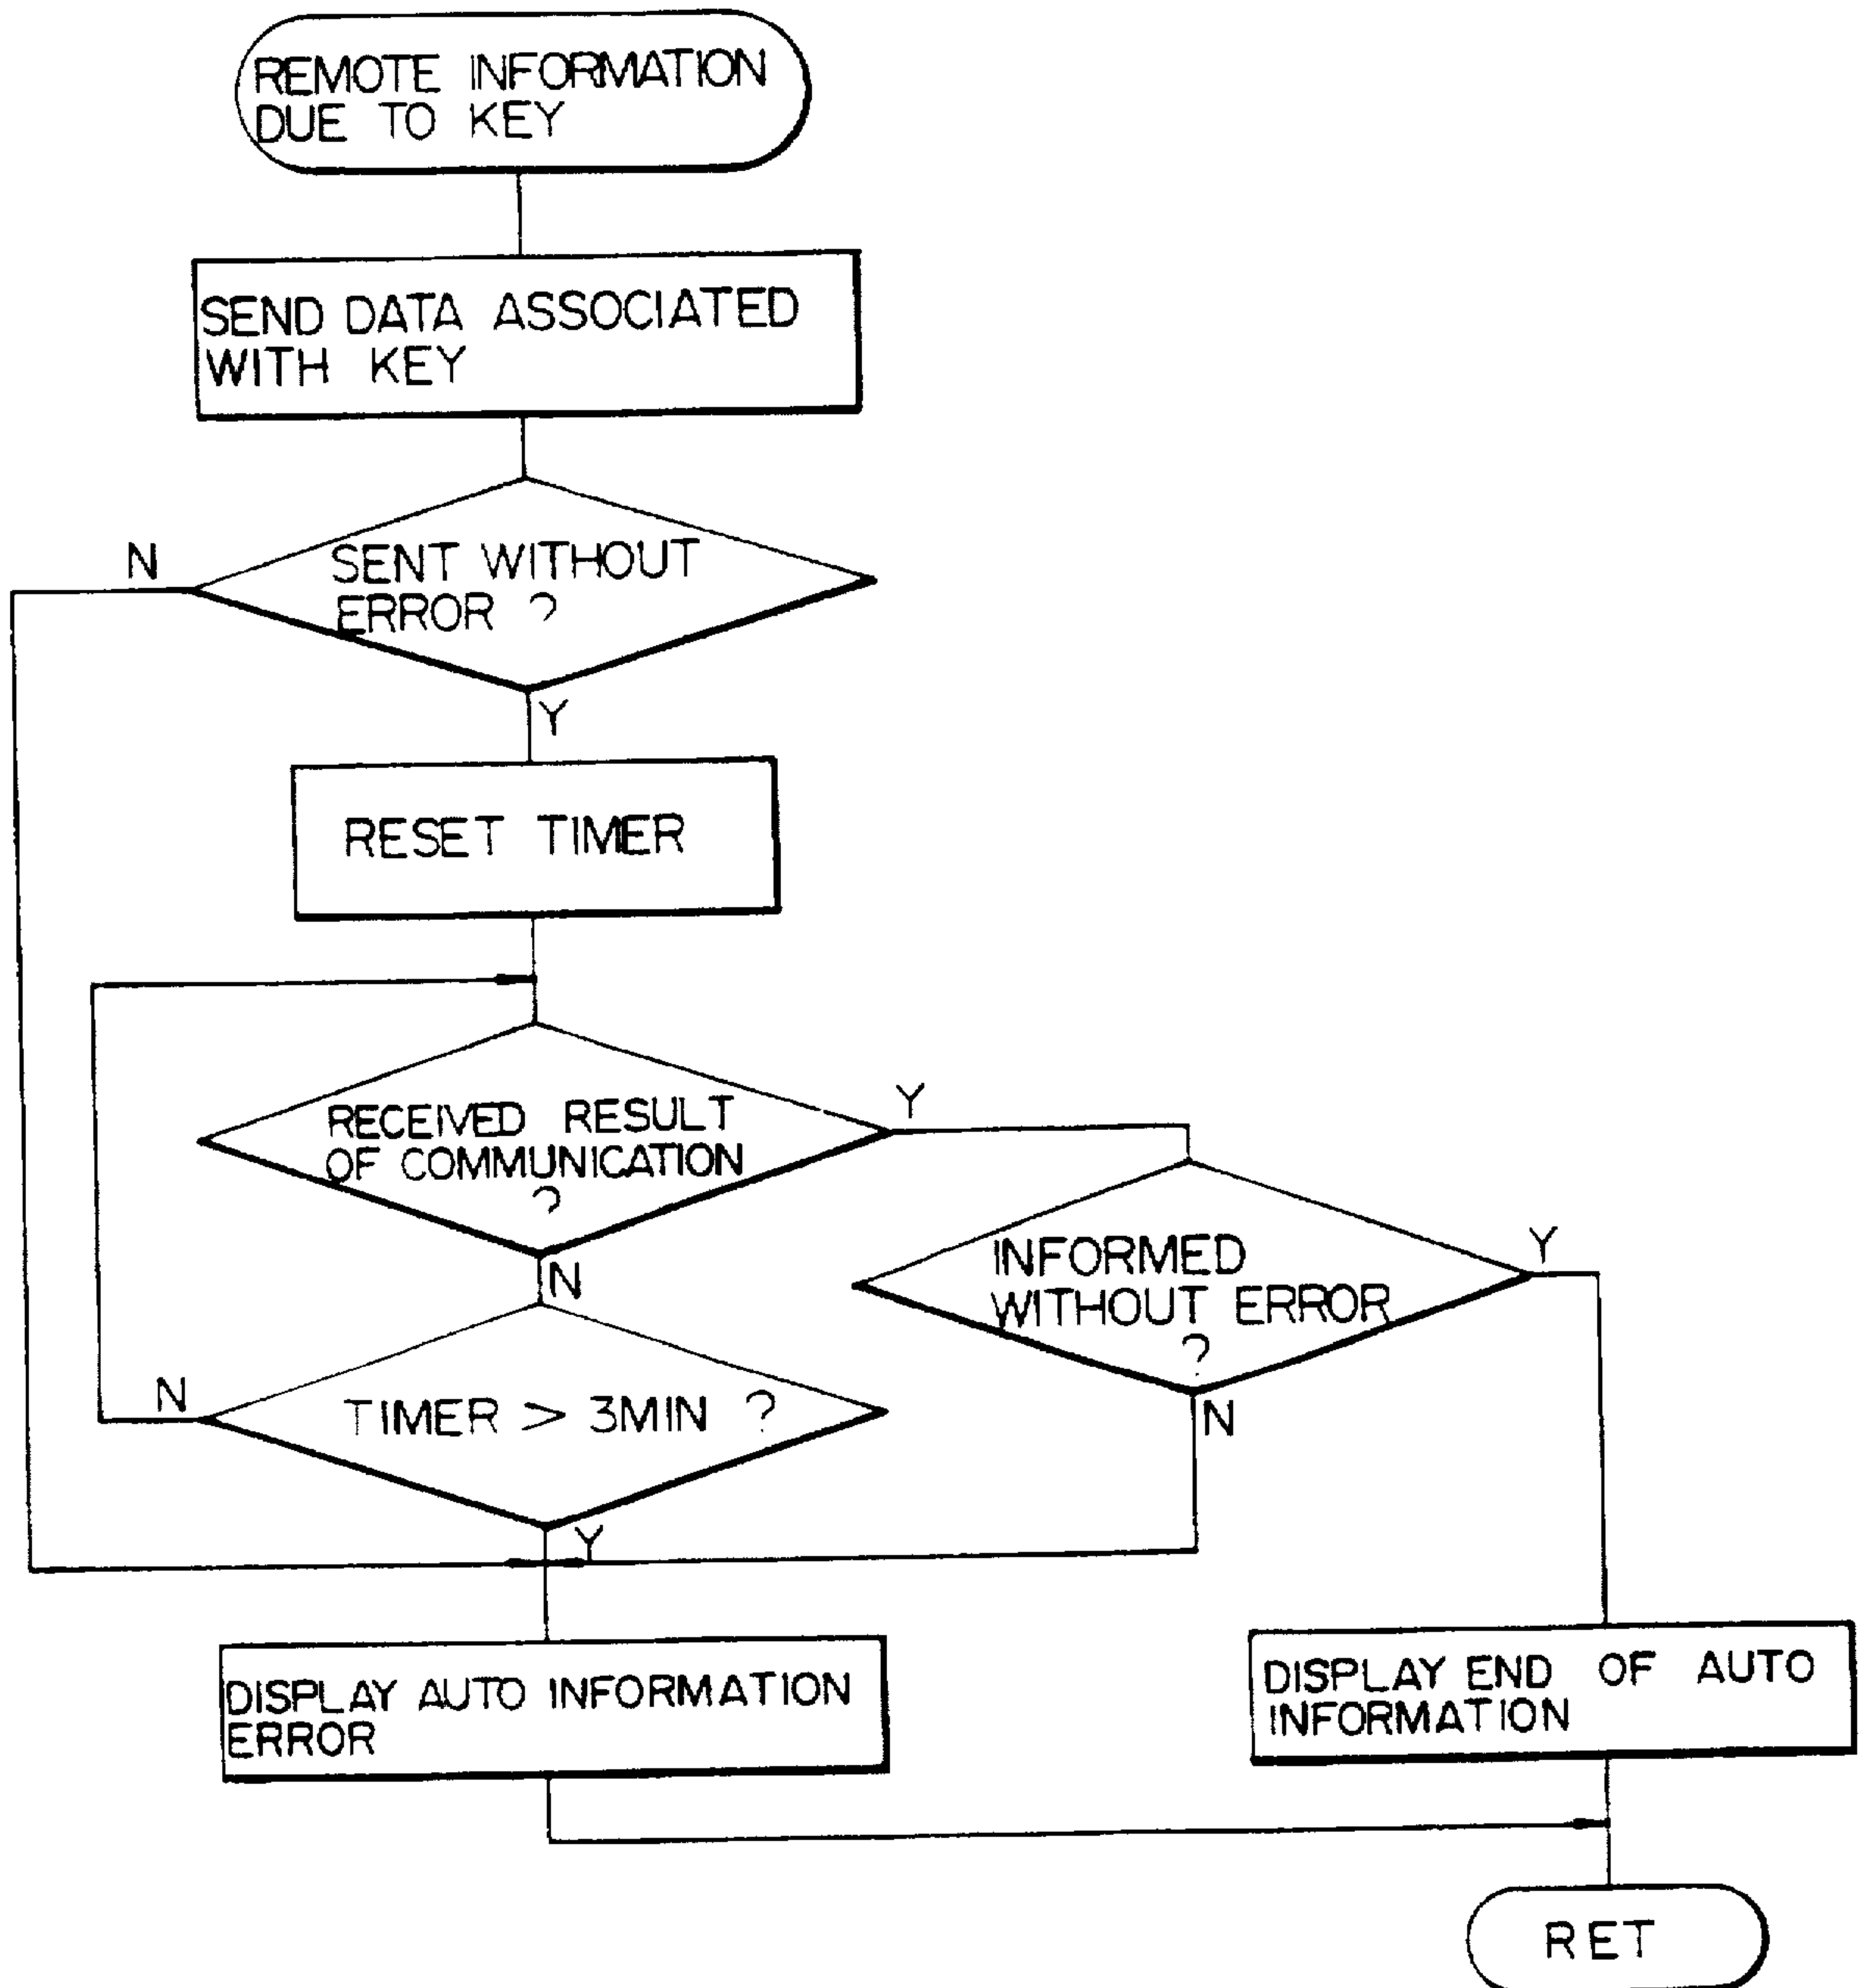 REMOTE INFORMATION
DUE TO KEY
SEND DATA ASSOCIATED
WITH KEY
N
SENT WITHOUT
ERROR ?
Y
RESET TIMER
RECEIVED RESULT
OF COMMUNICATION
?
Y
N
INFORMED
WITHOUT ERROR
?
Y
N
N
TIMER > 3MIN ?
Y
DISPLAY AUTO INFORMATION
ERROR
DISPLAY END OF AUTO
INFORMATION
RET